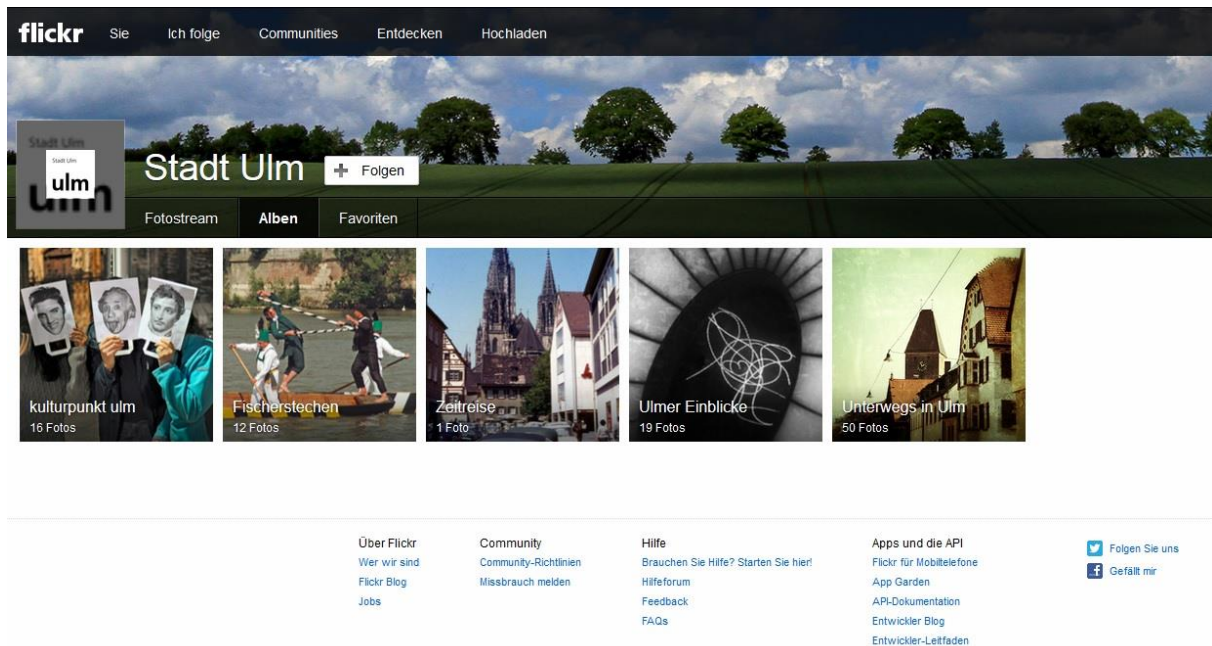 flickr Sie Ich folge Communities Entdecken Hochladen
Stadt Ulm
Stadt Ulm
ulm
ulm
Stadt Ulm
+ Folgen
Fotostream Alben Favoriten
kulturpunkt ulm
16 Fotos
Fischerstechen
12 Fotos
Zeitreise
1 Foto
Ulmer Einblicke
19 Fotos
Unterwegs in Ulm
50 Fotos
Über Flickr
Wer wir sind
Flickr Blog
Jobs
Community
Community-Richtlinien
Missbrauch melden
Hilfe
Brauchen Sie Hilfe? Starten Sie hier!
Hilfeforum
Feedback
FAQs
Apps und die API
Flickr für Mobiltelefone
App Garden
API-Dokumentation
Entwickler Blog
Entwickler-Leitfaden
Folgen Sie uns
Gefällt mir